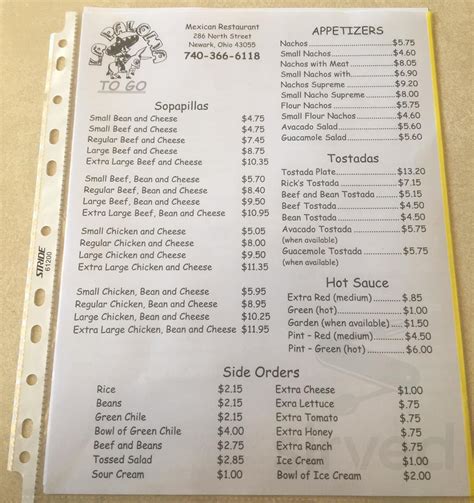 LA PALOMA
TO GO
Mexican Restaurant
286 North Street
Newark, Ohio 43055
740-366-6118
Sopapillas
Small Bean and Cheese $4.75
Small Beef and Cheese $4.75
Regular Beef and Cheese $7.45
Large Beef and Cheese $8.75
Extra Large Beef and Cheese $10.35
Small Beef, Bean and Cheese $5.70
Regular Beef, Bean and Cheese $8.40
Large Beef, Bean and Cheese $9.50
Extra Large Beef, Bean and Cheese $10.95
Small Chicken and Cheese $5.05
Regular Chicken and Cheese $8.00
Large Chicken and Cheese $9.50
Extra Large Chicken and Cheese $11.35
Small Chicken, Bean and Cheese $5.95
Regular Chicken, Bean and Cheese $8.95
Large Chicken, Bean and Cheese $10.25
Extra Large Chicken, Bean and Cheese $11.95
APPETIZERS
Nachos $5.75
Small Nachos $4.60
Nachos with Meat $8.05
Small Nachos with $6.90
Nachos Supreme $9.20
Small Nacho Supreme $8.00
Flour Nachos $5.75
Small Flour Nachos $4.60
Avacado Salad $5.60
Guacamole Salad $5.60
Tostadas
Tostada Plate $13.20
Rick's Tostada $7.15
Beef and Bean Tostada $5.15
Beef Tostada $4.50
Bean Tostada $4.50
Avacado Tostada $5.75
(when available)
Guacemole Tostada $5.75
(when available)
Hot Sauce
Extra Red (medium) $.85
Green (hot) $1.00
Garden (when available) $1.50
Pint - Red (medium) $4.50
Pint - Green (hot) $6.00
Side Orders
Rice $2.15
Beans $2.15
Green Chile $2.15
Bowl of Green Chile $4.00
Beef and Beans $2.75
Tossed Salad $2.85
Sour Cream $1.00
Extra Cheese $1.00
Exra Lettuce $.75
Extra Tomato $.75
Extra Honey $.75
Extra Ranch $.75
Ice Cream $1.00
Bowl of Ice Cream $2.00
STRIDE
61200